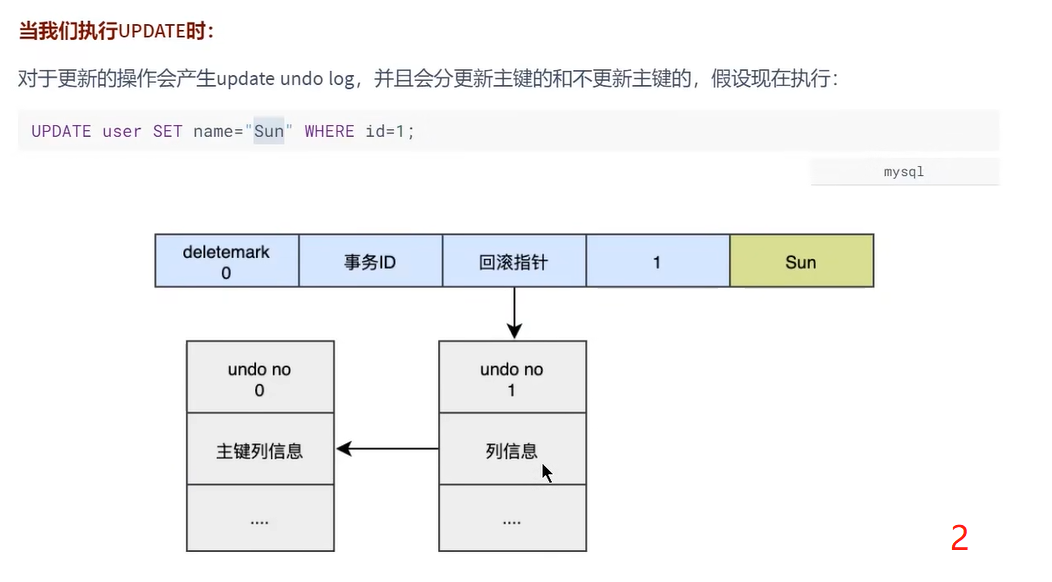 当我们执行UPDATE时：
对于更新的操作会产生update undo log，并且会分更新主键的和不更新主键的，假设现在执行：
UPDATE user SET name="Sun" WHERE id=1;
mysql
deletemark
0
事务ID
回滚指针
1
Sun
undo no
0
undo no
1
主键列信息
列信息
....
....
2